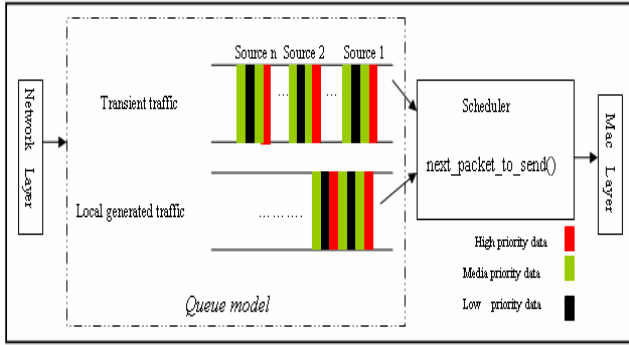 Network Layer
Transient traffic
Source n Source 2 Source 1
... ...
Local generated traffic
..........
Queue model
Scheduler
next_packet_to_send()
Mac Layer
High priority data
Media priority data
Low priority data